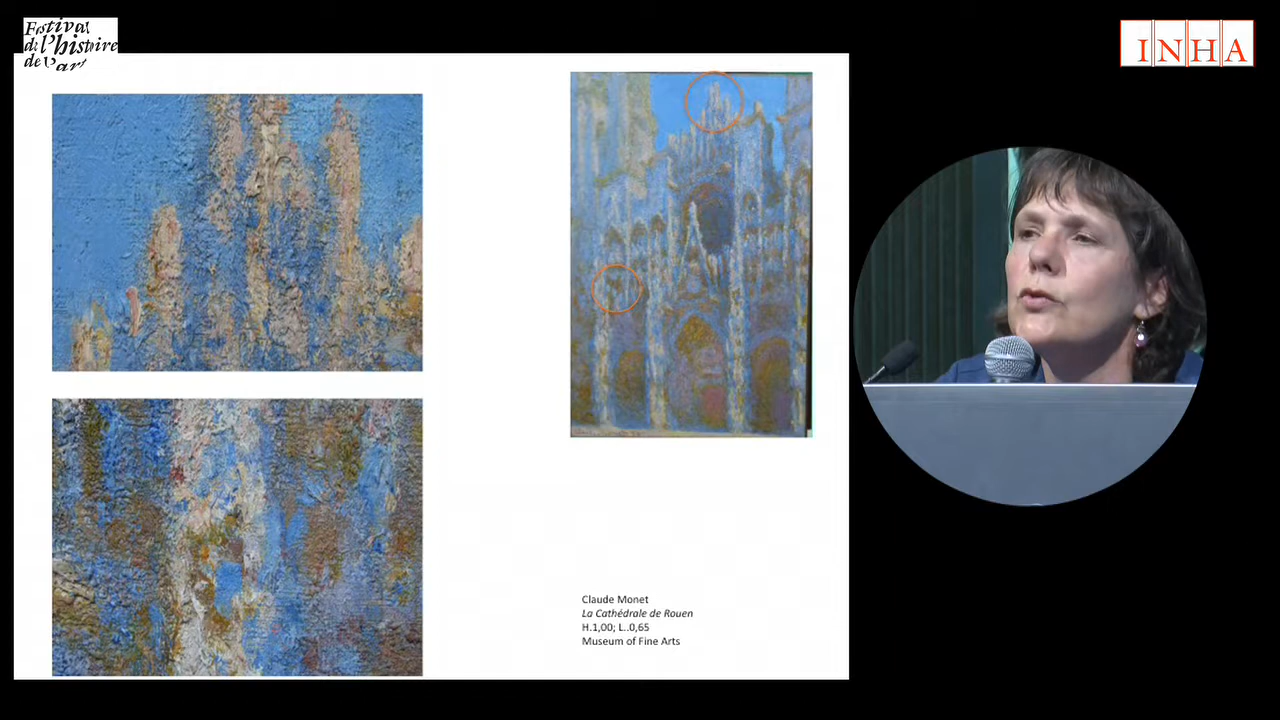 Festival
de l'histoire
de l'art
INHA
Claude Monet
La Cathédrale de Rouen
H.1,00; L..0,65
Museum of Fine Arts